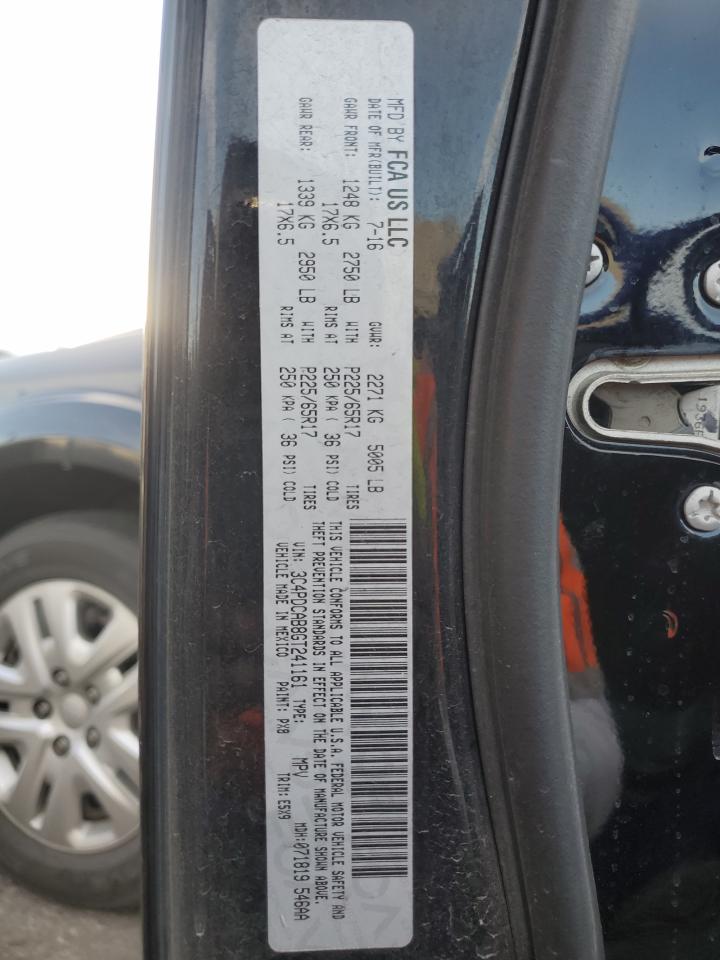 MFD BY FCA US LLC
DATE OF MFR(BUILT): 7-16 GVWR: 2271 KG 5005 LB
GAWR FRONT: 1248 KG 2750 LB WITH P225/65R17 TIRES
17X6.5 RIMS AT 250 KPA ( 36 PSI) COLD
GAWR REAR: 1339 KG 2950 LB WITH P225/65R17 TIRES
17X6.5 RIMS AT 250 KPA ( 36 PSI) COLD
THIS VEHICLE CONFORMS TO ALL APPLICABLE U.S.A. FEDERAL MOTOR VEHICLE SAFETY AND
THEFT PREVENTION STANDARDS IN EFFECT ON THE DATE OF MANUFACTURE SHOWN ABOVE.
VIN: 3C4PDCAB8GT241161 TYPE: MPV MDH:071819 546AA
VEHICLE MADE IN MEXICO PAINT: PX8 TRIM: E5X9